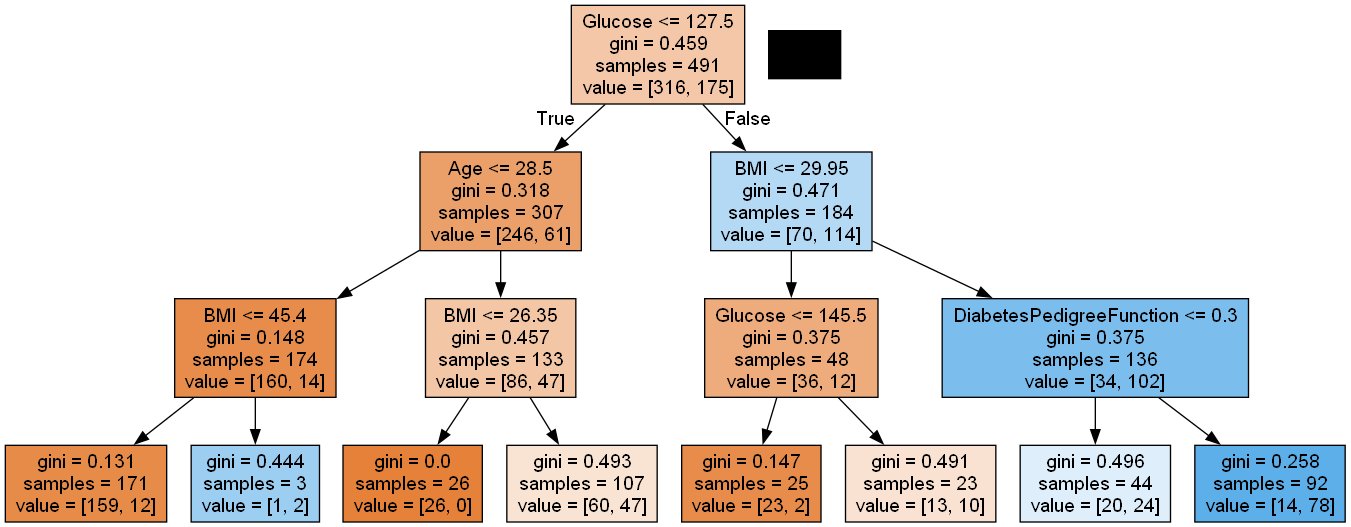 Glucose <= 127.5
gini = 0.459
samples = 491
value = [316, 175]
True
False
Age <= 28.5
gini = 0.318
samples = 307
value = [246, 61]
BMI <= 29.95
gini = 0.471
samples = 184
value = [70, 114]
BMI <= 45.4
gini = 0.148
samples = 174
value = [160, 14]
BMI <= 26.35
gini = 0.457
samples = 133
value = [86, 47]
Glucose <= 145.5
gini = 0.375
samples = 48
value = [36, 12]
DiabetesPedigreeFunction <= 0.3
gini = 0.375
samples = 136
value = [34, 102]
gini = 0.131
samples = 171
value = [159, 12]
gini = 0.444
samples = 3
value = [1, 2]
gini = 0.0
samples = 26
value = [26, 0]
gini = 0.493
samples = 107
value = [60, 47]
gini = 0.147
samples = 25
value = [23, 2]
gini = 0.491
samples = 23
value = [13, 10]
gini = 0.496
samples = 44
value = [20, 24]
gini = 0.258
samples = 92
value = [14, 78]